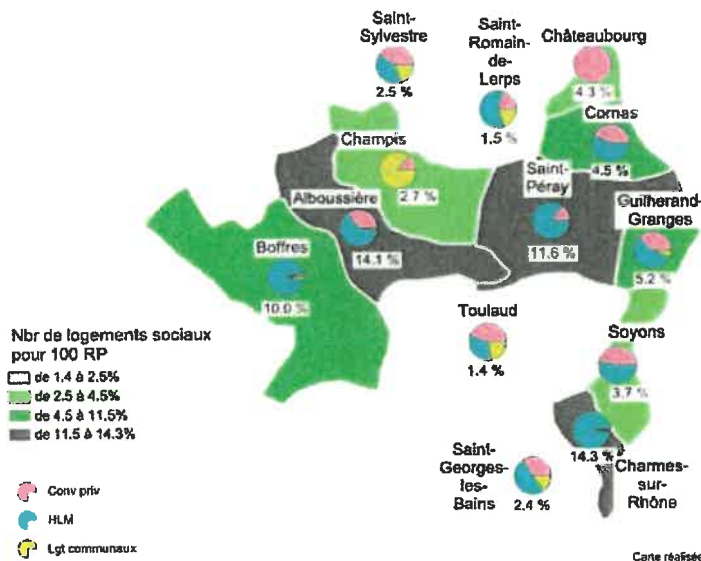 Saint-
Sylvestre
2.5 %
Saint-
Romain-
de-
Lerps
1.5 %
Châteaubourg
4.3 %
Cornas
4.5 %
Champis
2.7 %
Saint-
Péray
11.6 %
Guilherand-
Granges
5.2 %
Alboussière
14.1 %
Boffres
10.0 %
Toulaud
1.4 %
Soyons
3.7 %
14.3 %
Charmes-
sur-
Rhône
Saint-
Georges-
les-
Bains
2.4 %
Nbr de logements sociaux
pour 100 RP
de 1.4 à 2.5%
de 2.5 à 4.5%
de 4.5 à 11.5%
de 11.5 à 14.3%
Conv priv
HLM
Lgt communaux
Carte réalisée